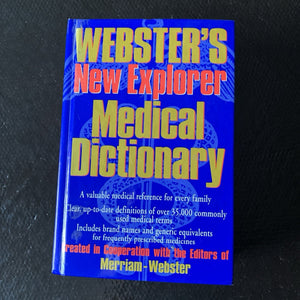 WEBSTER'S
New Explorer
Medical
Dictionary
A valuable medical reference for every family
Clear, up-to-date definitions of over 35,000 commonly
used medical terms
Includes brand names and generic equivalents
for frequently prescribed medicines
Created in Cooperation with the Editors of
Merriam-Webster